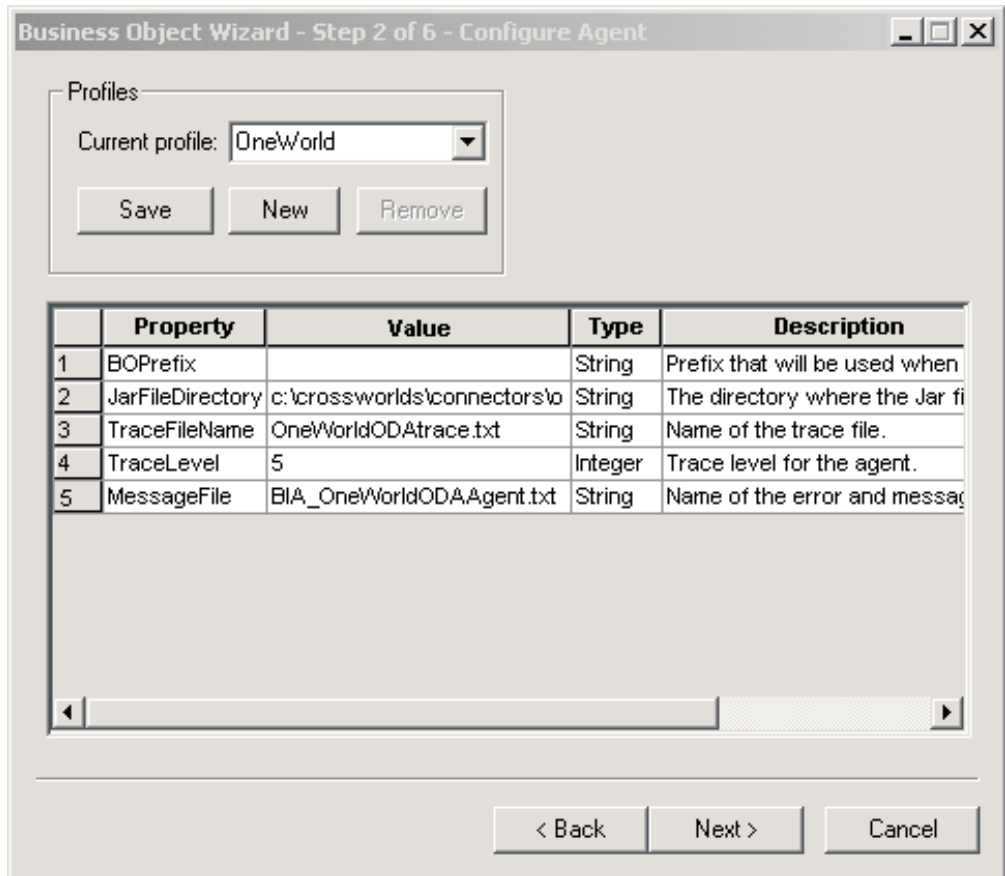 Business Object Wizard - Step 2 of 6 - Configure Agent
Profiles
Current profile: OneWorld
Save New Remove
Property Value Type Description
1 BOPrefix String Prefix that will be used when
2 JarFileDirectory c:\crossworlds\connectors\o String The directory where the Jar fi
3 TraceFileName OneWorldODAtrace.txt String Name of the trace file.
4 TraceLevel 5 Integer Trace level for the agent.
5 MessageFile BIA_OneWorldODAAgent.txt String Name of the error and messag
< Back Next > Cancel